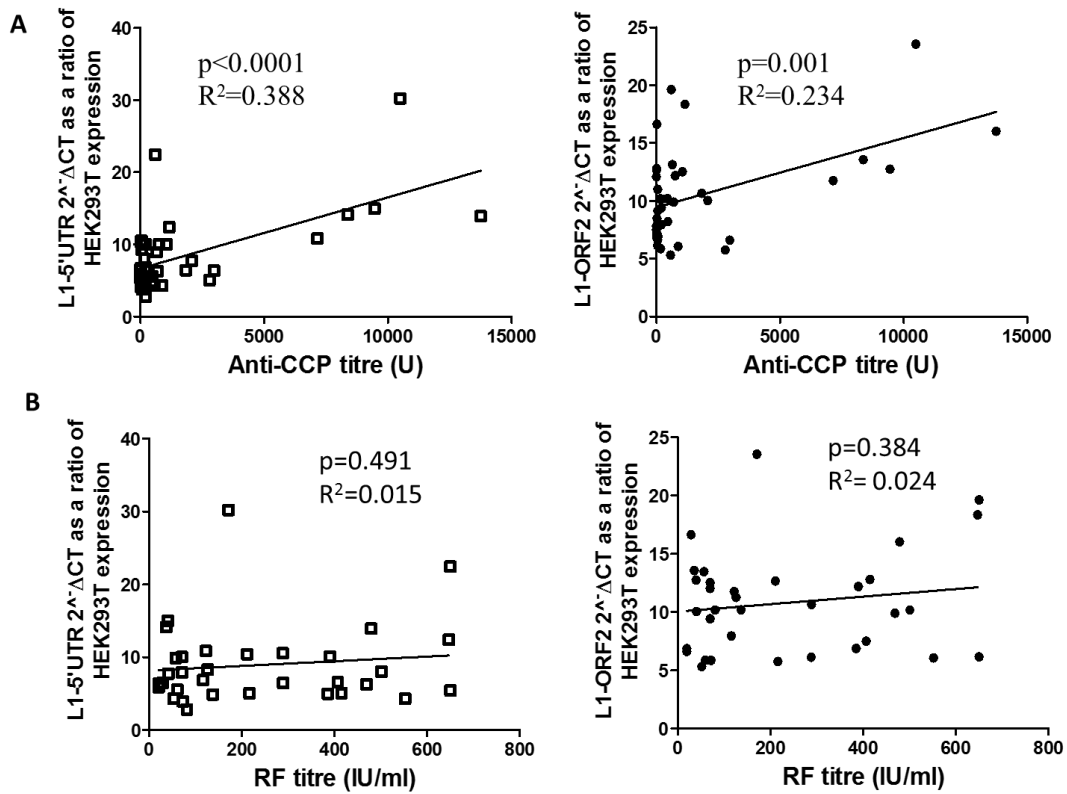 A
L1-5'UTR 2^-ΔCT as a ratio of
HEK293T expression
40
30
20
10
0
p<0.0001
R²=0.388
0 5000 10000 15000
Anti-CCP titre (U)
L1-ORF2 2^-ΔCT as a ratio of
HEK293T expression
25
20
15
10
5
0
p=0.001
R²=0.234
0 5000 10000 15000
Anti-CCP titre (U)
B
L1-5'UTR 2^-ΔCT as a ratio of
HEK293T expression
40
30
20
10
0
p=0.491
R²=0.015
0 200 400 600 800
RF titre (IU/ml)
L1-ORF2 2^-ΔCT as a ratio of
HEK293T expression
25
20
15
10
5
0
p=0.384
R²= 0.024
0 200 400 600 800
RF titre (IU/ml)